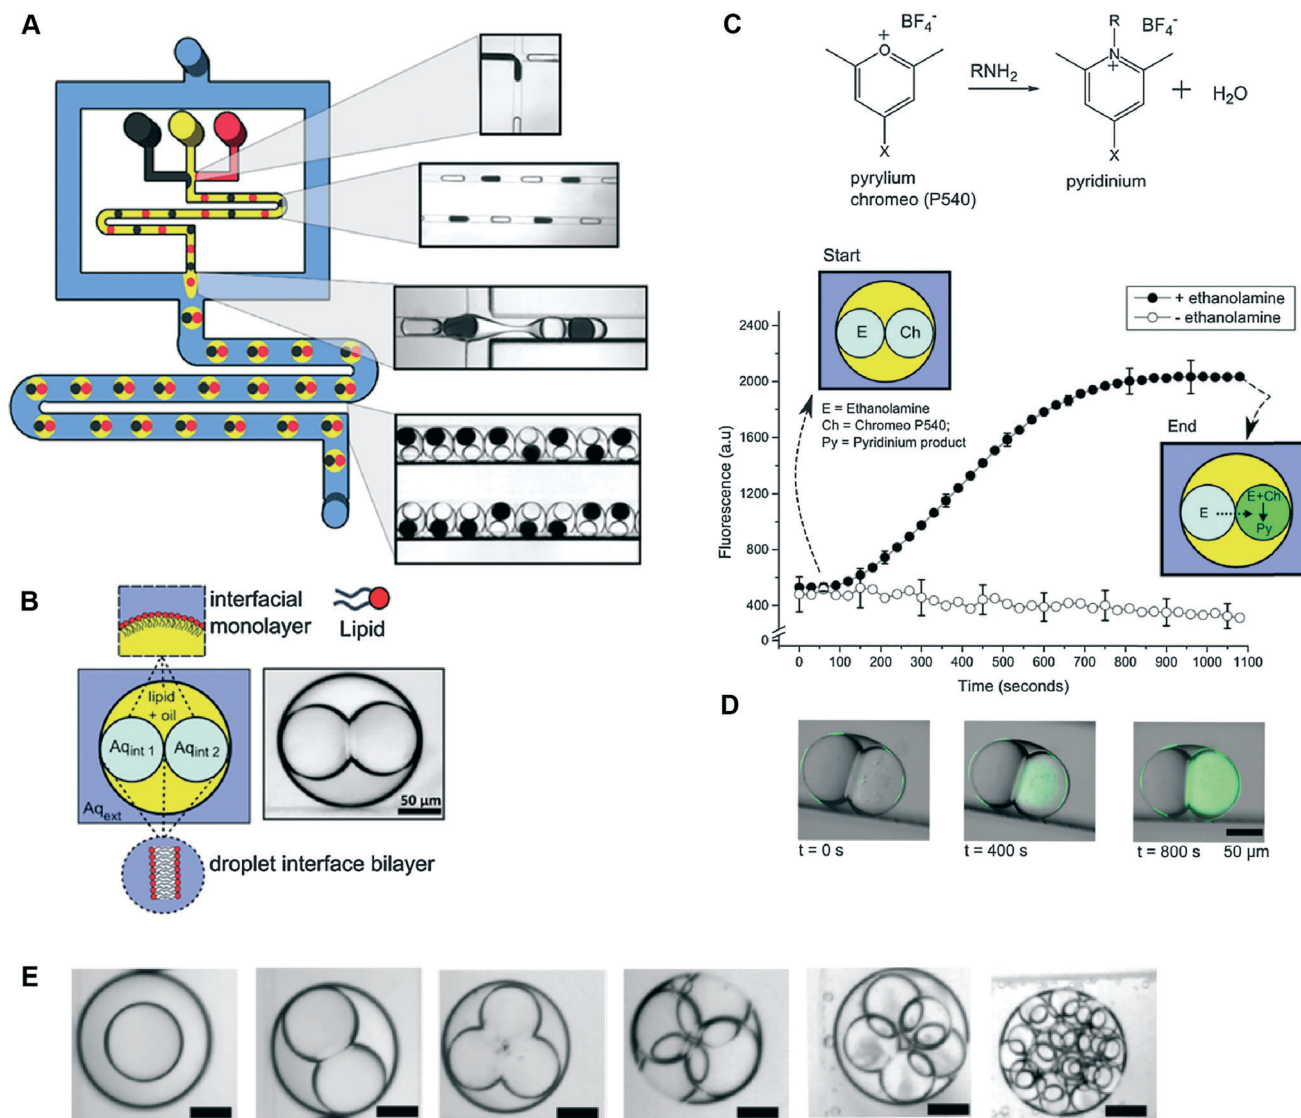 A
B
interfacial
monolayer
Lipid
lipid
+ oil
Aqint 1
Aqint 2
Aqext
50 µm
droplet interface bilayer
C
O
+
BF4-
X
pyrylium
chromeo (P540)
RNH2
R
N
+
BF4-
X
pyridinium
+
H2O
Start
E
Ch
E = Ethanolamine
Ch = Chromeo P540;
Py = Pyridinium product
+ ethanolamine
- ethanolamine
End
E
E+Ch
Py
Fluorescence (a.u)
2400
2000
1600
1200
800
400
0
0 100 200 300 400 500 600 700 800 900 1000 1100
Time (seconds)
D
t = 0 s
t = 400 s
t = 800 s
50 µm
E